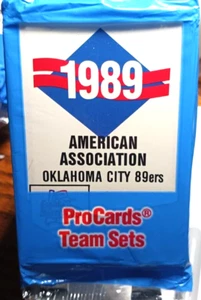 1989
AMERICAN
ASSOCIATION
OKLAHOMA CITY 89ers
ProCards®
Team Sets